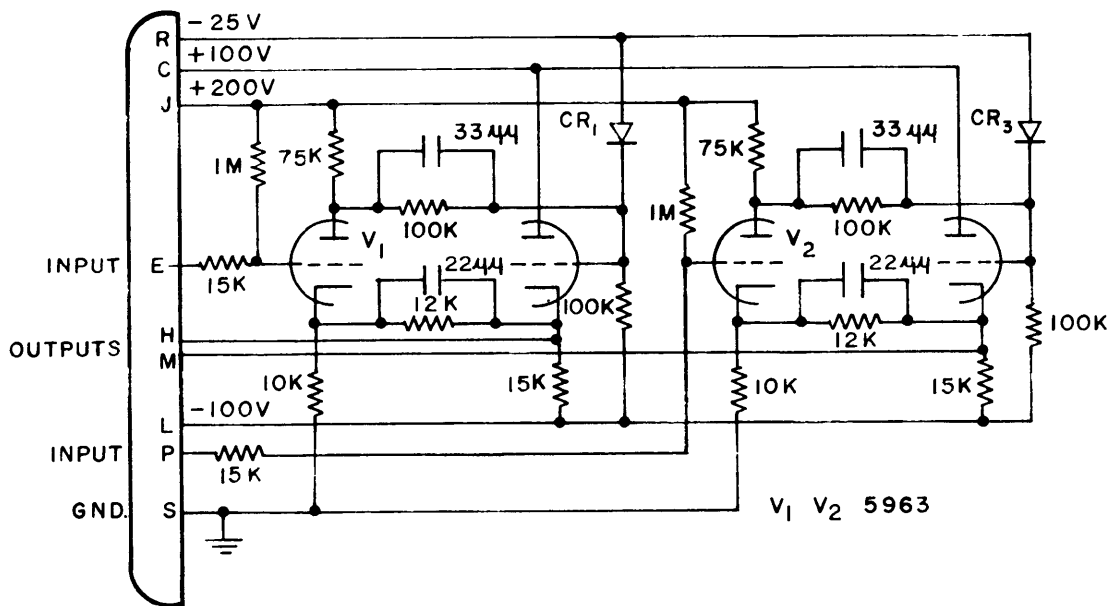 R -25V
C +100V
J +200V
CR1
CR3
1M
75K
33μμ
100K
V1
1M
75K
33μμ
100K
V2
INPUT E
15K
22μμ
12K
100K
22μμ
12K
100K
H
OUTPUTS
M
10K
15K
10K
15K
L -100V
INPUT P
15K
GND. S
V1 V2 5963